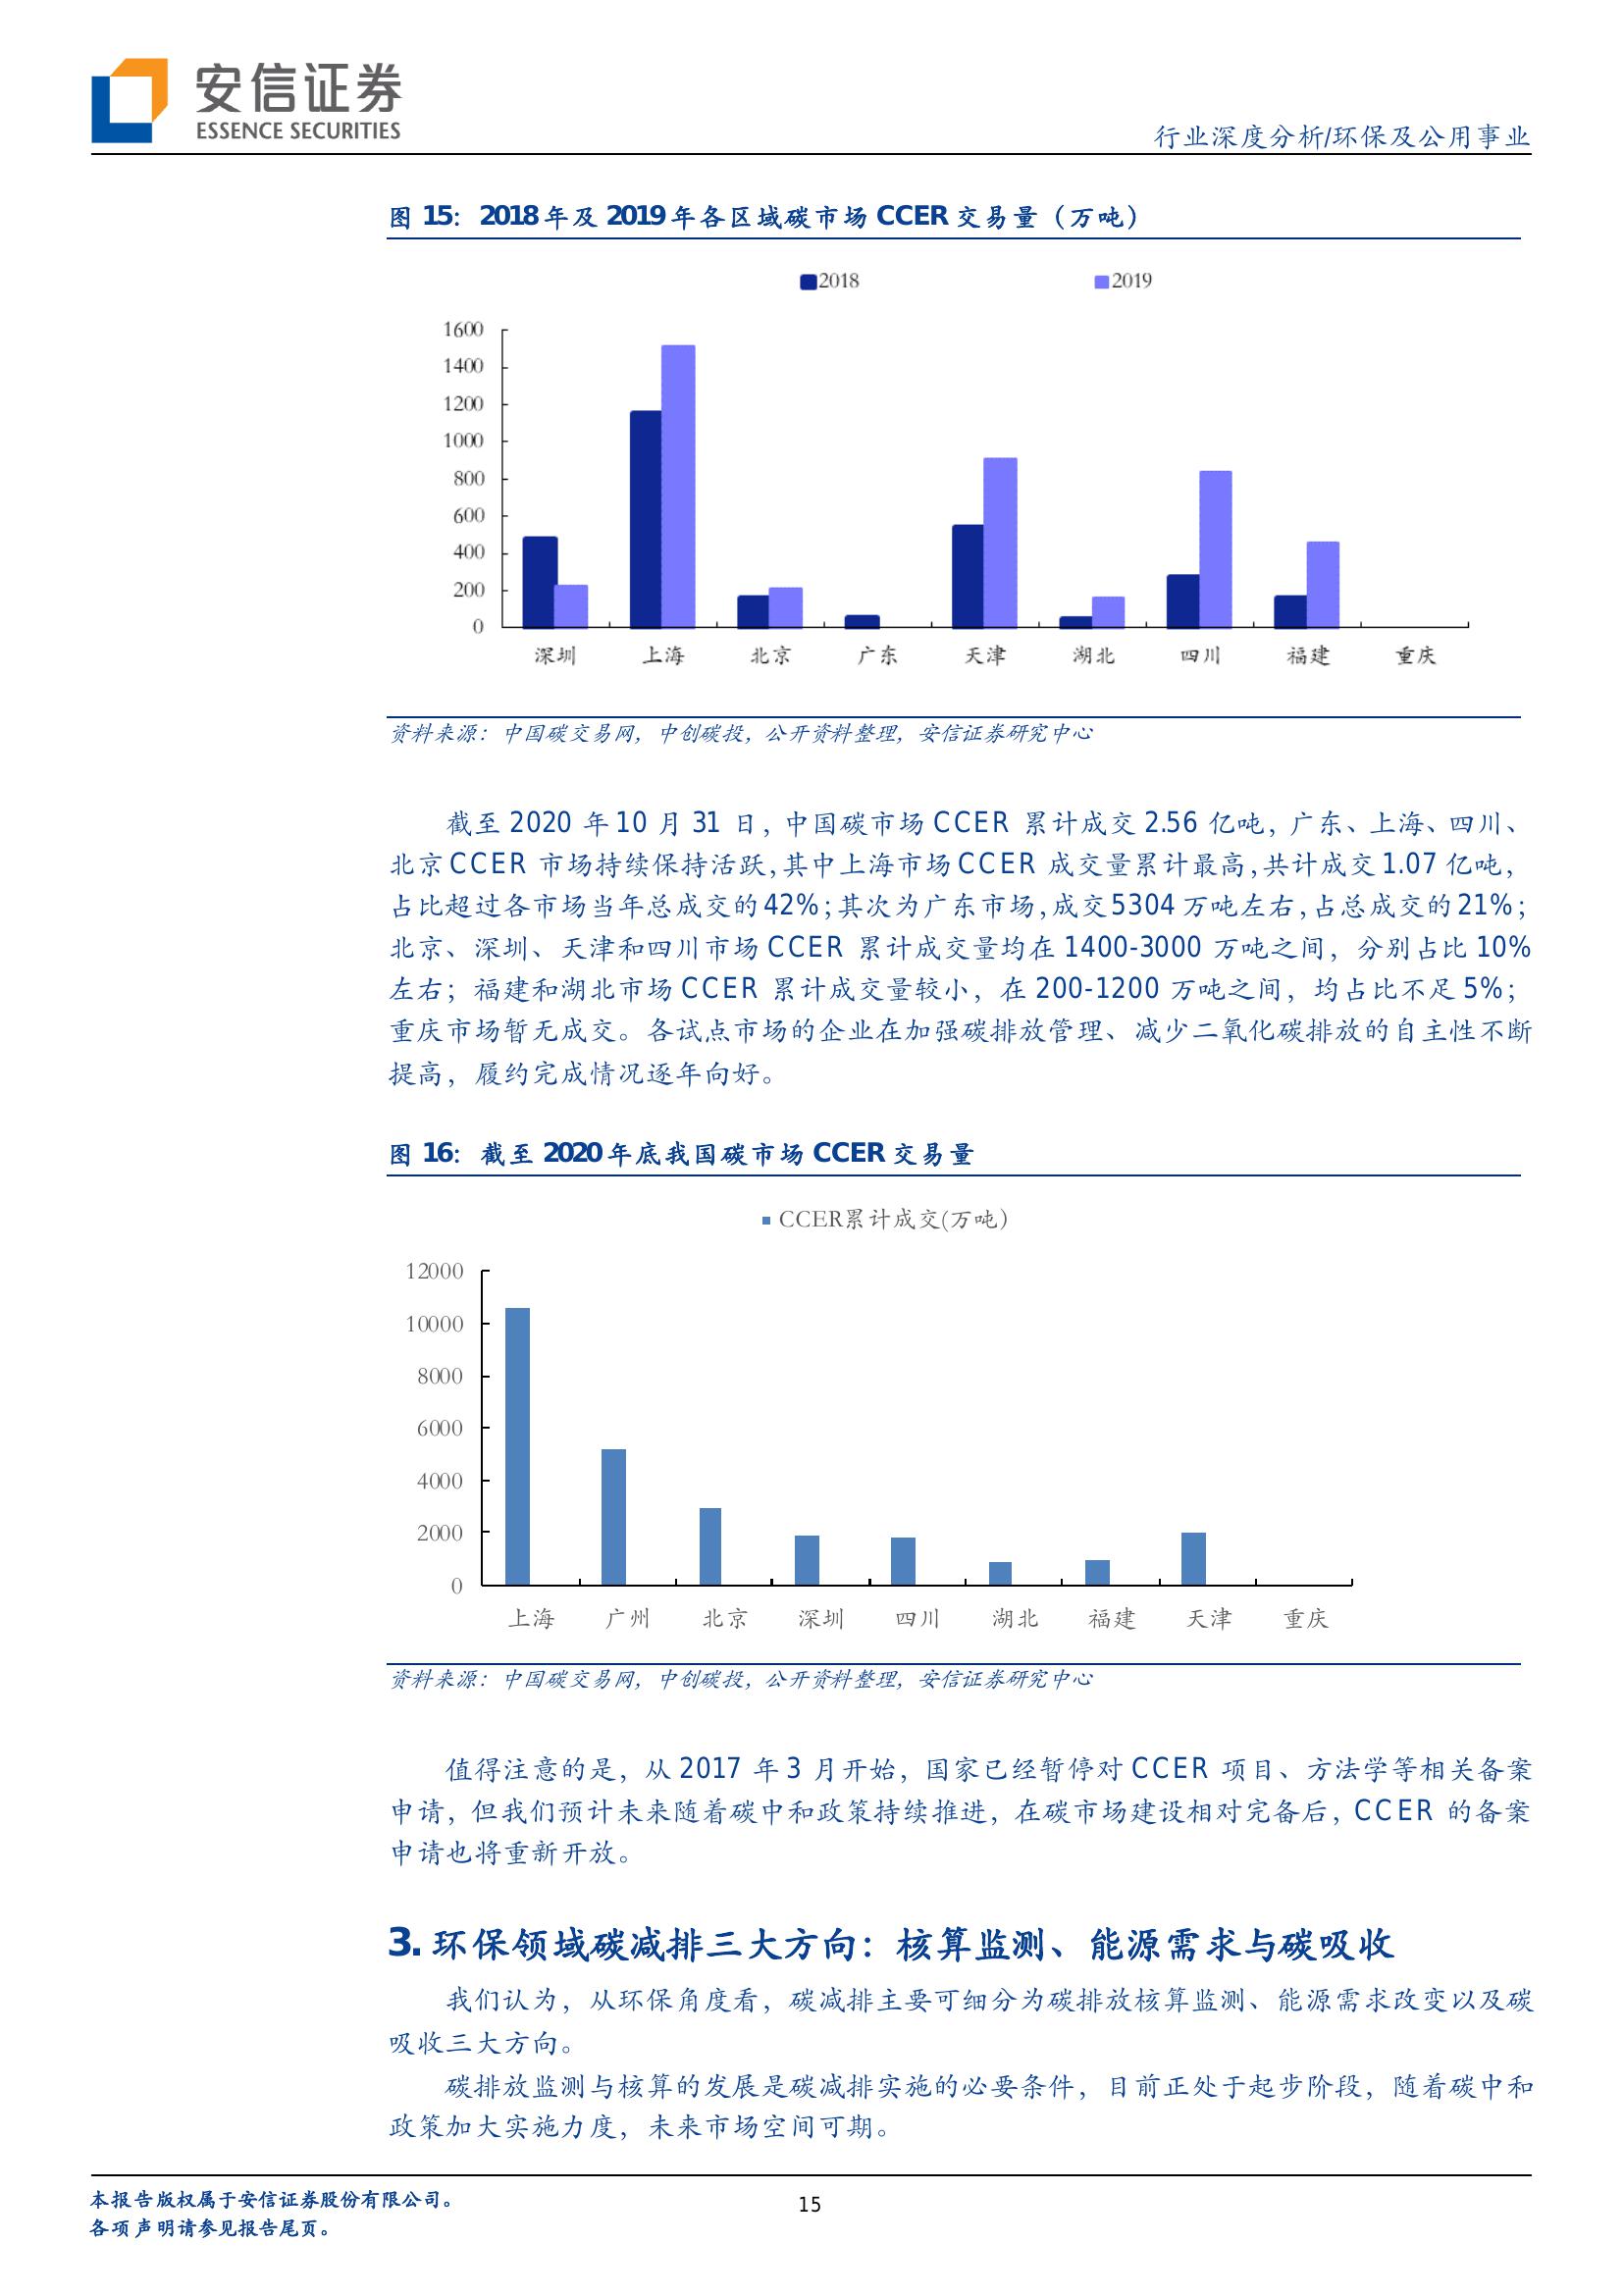 安信证券
ESSENCE SECURITIES
行业深度分析/环保及公用事业
图 15：2018年及 2019年各区域碳市场 CCER 交易量（万吨）
2018 2019
1600
1400
1200
1000
800
600
400
200
0
深圳 上海 北京 广东 天津 湖北 四川 福建 重庆
资料来源：中国碳交易网，中创碳投，公开资料整理，安信证券研究中心
截至 2020 年 10 月 31 日，中国碳市场 CCER 累计成交 2.56 亿吨，广东、上海、四川、
北京 CCER 市场持续保持活跃，其中上海市场 CCER 成交量累计最高，共计成交 1.07 亿吨，
占比超过各市场当年总成交的 42%；其次为广东市场，成交 5304 万吨左右，占总成交的 21%；
北京、深圳、天津和四川市场 CCER 累计成交量均在 1400-3000 万吨之间，分别占比 10%
左右；福建和湖北市场 CCER 累计成交量较小，在 200-1200 万吨之间，均占比不足 5%；
重庆市场暂无成交。各试点市场的企业在加强碳排放管理、减少二氧化碳排放的自主性不断
提高，履约完成情况逐年向好。
图 16：截至 2020年底我国碳市场 CCER 交易量
CCER累计成交(万吨）
12000
10000
8000
6000
4000
2000
0
上海 广州 北京 深圳 四川 湖北 福建 天津 重庆
资料来源：中国碳交易网，中创碳投，公开资料整理，安信证券研究中心
值得注意的是，从 2017 年 3 月开始，国家已经暂停对 CCER 项目、方法学等相关备案
申请，但我们预计未来随着碳中和政策持续推进，在碳市场建设相对完备后，CCER 的备案
申请也将重新开放。
3. 环保领域碳减排三大方向：核算监测、能源需求与碳吸收
我们认为，从环保角度看，碳减排主要可细分为碳排放核算监测、能源需求改变以及碳
吸收三大方向。
碳排放监测与核算的发展是碳减排实施的必要条件，目前正处于起步阶段，随着碳中和
政策加大实施力度，未来市场空间可期。
本报告版权属于安信证券股份有限公司。
15
各项声明请参见报告尾页。